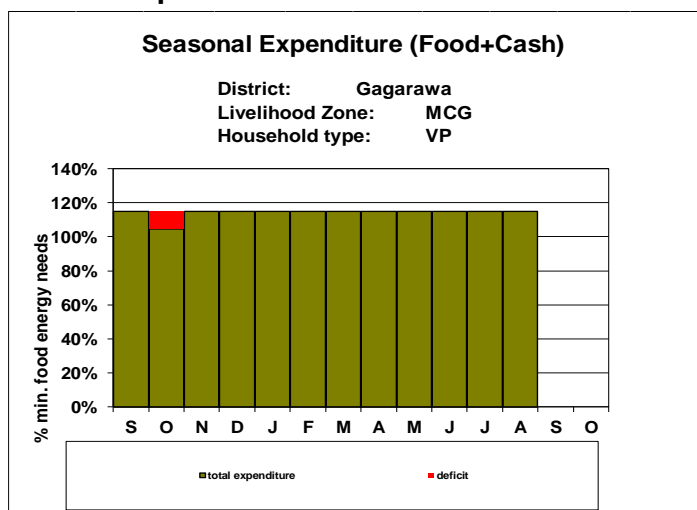 Seasonal Expenditure (Food+Cash)
District: Gagarawa
Livelihood Zone: MCG
Household type: VP
140%
120%
100%
80%
60%
40%
20%
0%
% min. food energy needs
S O N D J F M A M J J A S O
total expenditure deficit